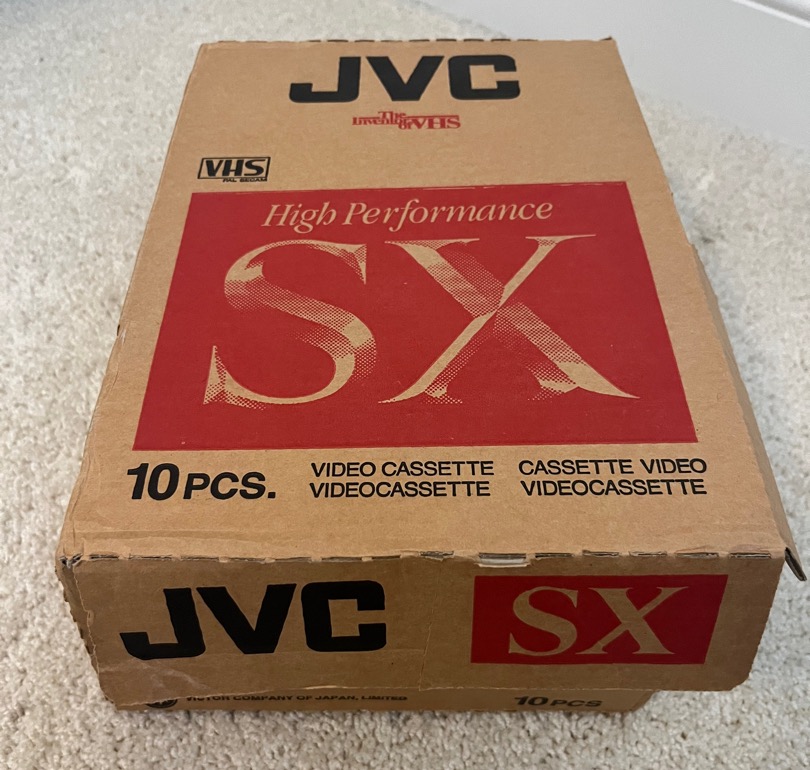 JVC
The
Inventor
of VHS
VHS
PAL SECAM
High Performance
SX
10 PCS.
VIDEO CASSETTE CASSETTE VIDEO
VIDEOCASSETTE VIDEOCASSETTE
JVC SX
VICTOR COMPANY OF JAPAN, LIMITED 10 PCS